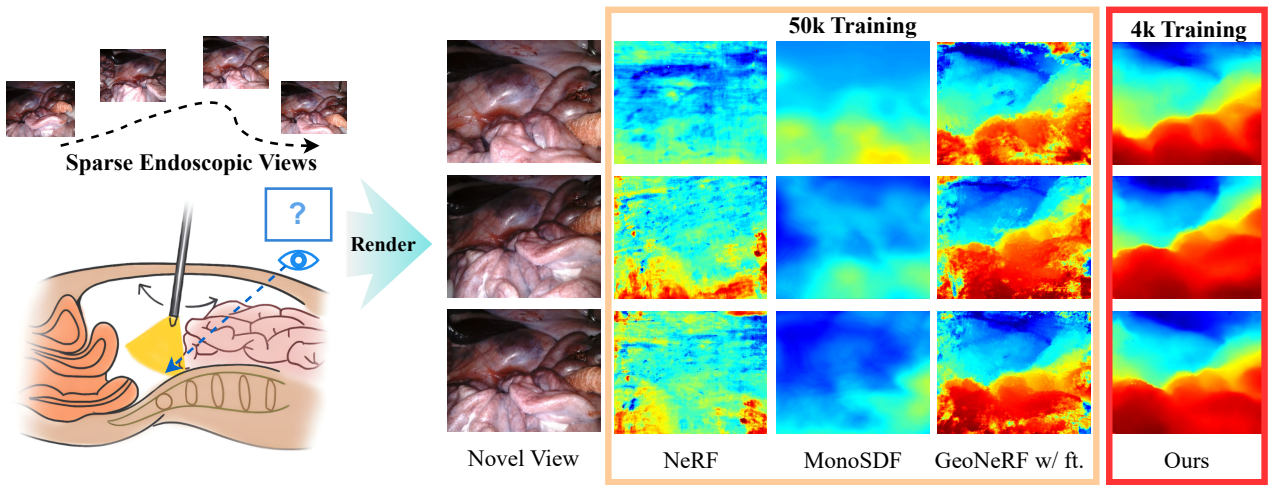 Sparse Endoscopic Views
?
Render
50k Training
4k Training
Novel View
NeRF
MonoSDF
GeoNeRF w/ ft.
Ours